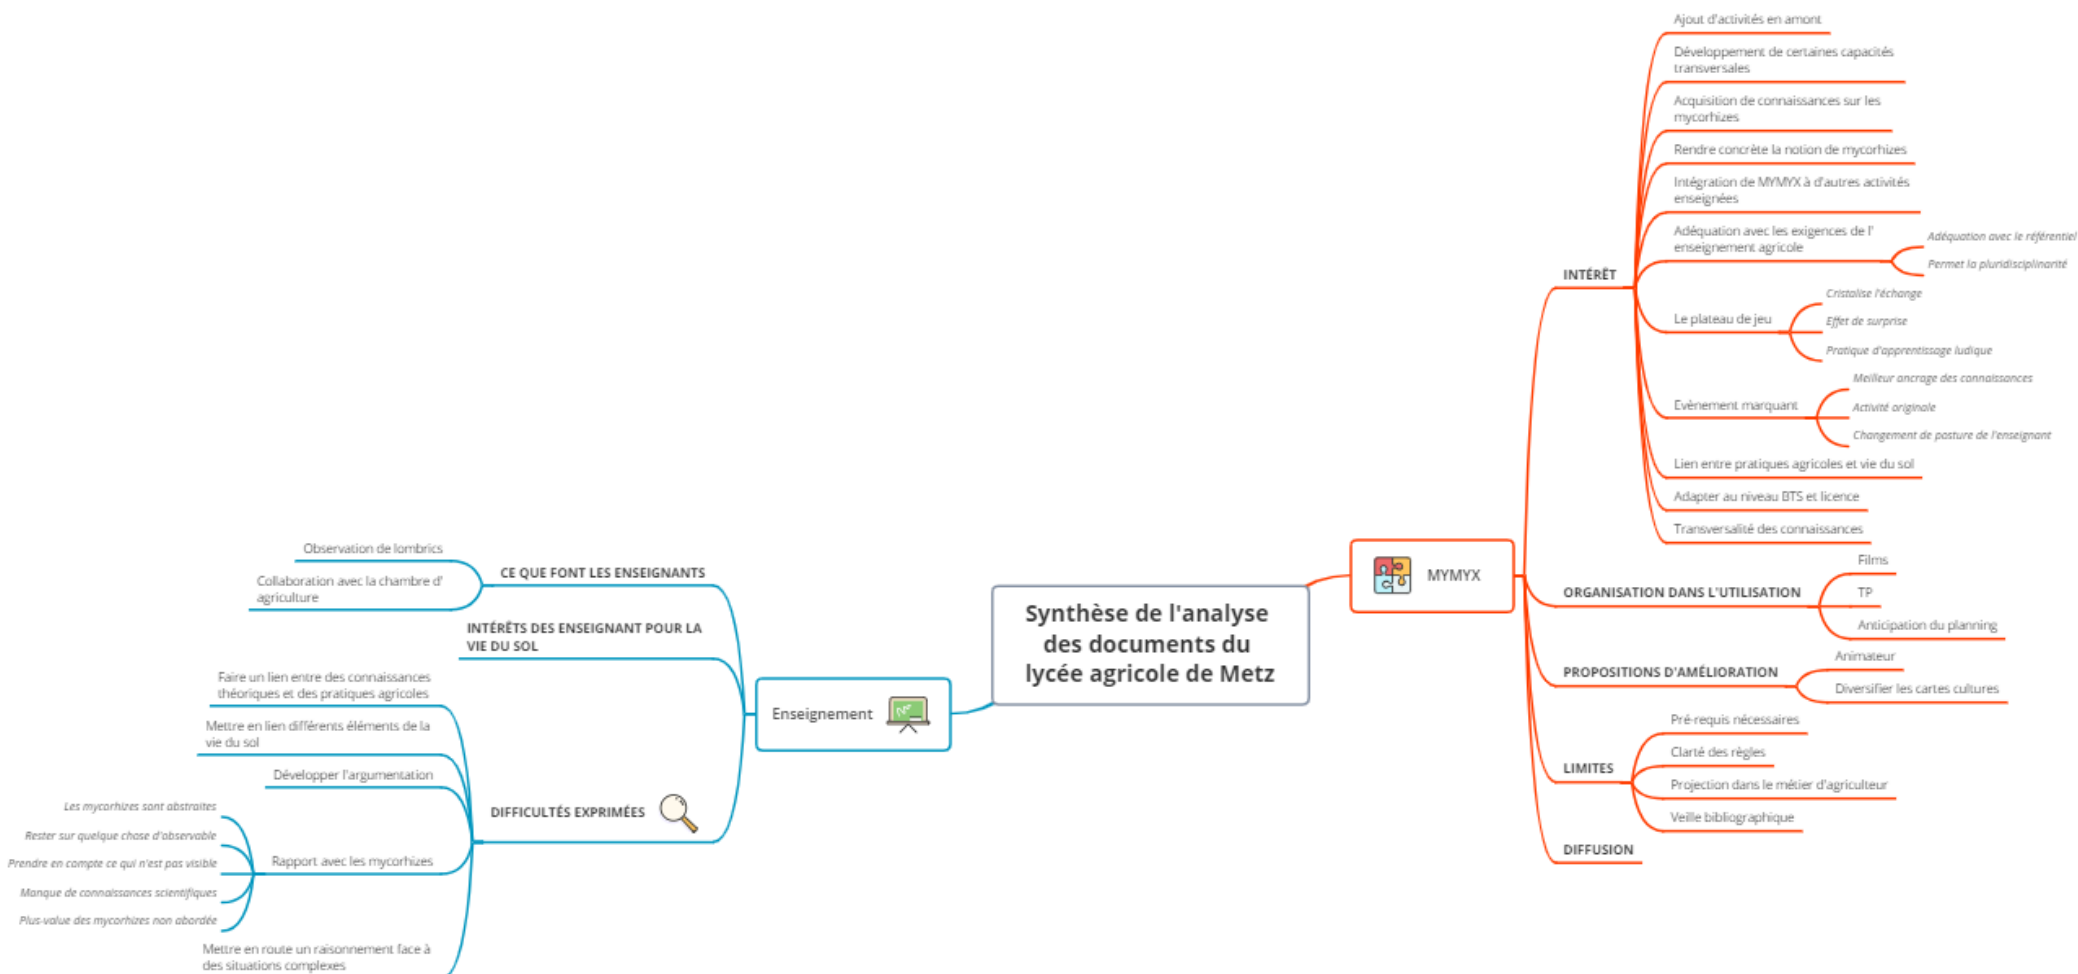 Synthèse de l'analyse
des documents du
lycée agricole de Metz
MYMYX
INTÉRÊT
Ajout d'activités en amont
Développement de certaines capacités
transversales
Acquisition de connaissances sur les
mycorhizes
Rendre concrète la notion de mycorhizes
Intégration de MYMYX à d'autres activités
enseignées
Adéquation avec les exigences de l'
enseignement agricole
Adéquation avec le référentiel
Permet la pluridisciplinarité
Le plateau de jeu
Cristalise l'échange
Effet de surprise
Pratique d'apprentissage ludique
Evènement marquant
Meilleur ancrage des connaissances
Activité originale
Changement de posture de l'enseignant
Lien entre pratiques agricoles et vie du sol
Adapter au niveau BTS et licence
Transversalité des connaissances
ORGANISATION DANS L'UTILISATION
Films
TP
Anticipation du planning
PROPOSITIONS D'AMÉLIORATION
Animateur
Diversifier les cartes cultures
LIMITES
Pré-requis nécessaires
Clarté des règles
Projection dans le métier d'agriculteur
Veille bibliographique
DIFFUSION
Enseignement
CE QUE FONT LES ENSEIGNANTS
Observation de lombrics
Collaboration avec la chambre d'
agriculture
INTÉRÊTS DES ENSEIGNANT POUR LA
VIE DU SOL
DIFFICULTÉS EXPRIMÉES
Faire un lien entre des connaissances
théoriques et des pratiques agricoles
Mettre en lien différents éléments de la
vie du sol
Développer l'argumentation
Rapport avec les mycorhizes
Les mycorhizes sont abstraites
Rester sur quelque chose d'observable
Prendre en compte ce qui n'est pas visible
Manque de connaissances scientifiques
Plus-value des mycorhizes non abordée
Mettre en route un raisonnement face à
des situations complexes